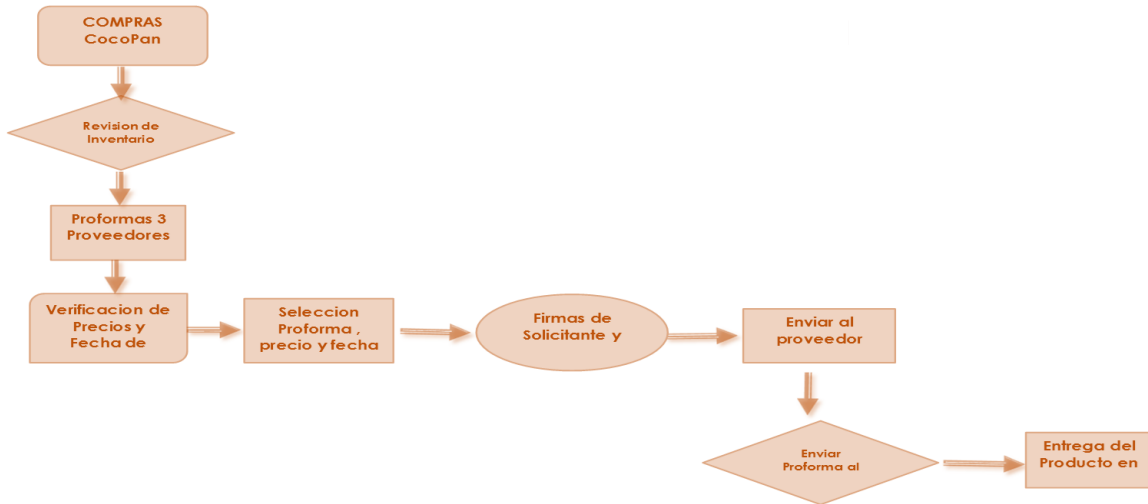 COMPRAS
CocoPan
Revision de
Inventario
Proformas 3
Proveedores
Verificacion de
Precios y
Fecha de
Seleccion
Proforma ,
precio y fecha
Firmas de
Solicitante y
Enviar al
proveedor
Enviar
Proforma al
Entrega del
Producto en